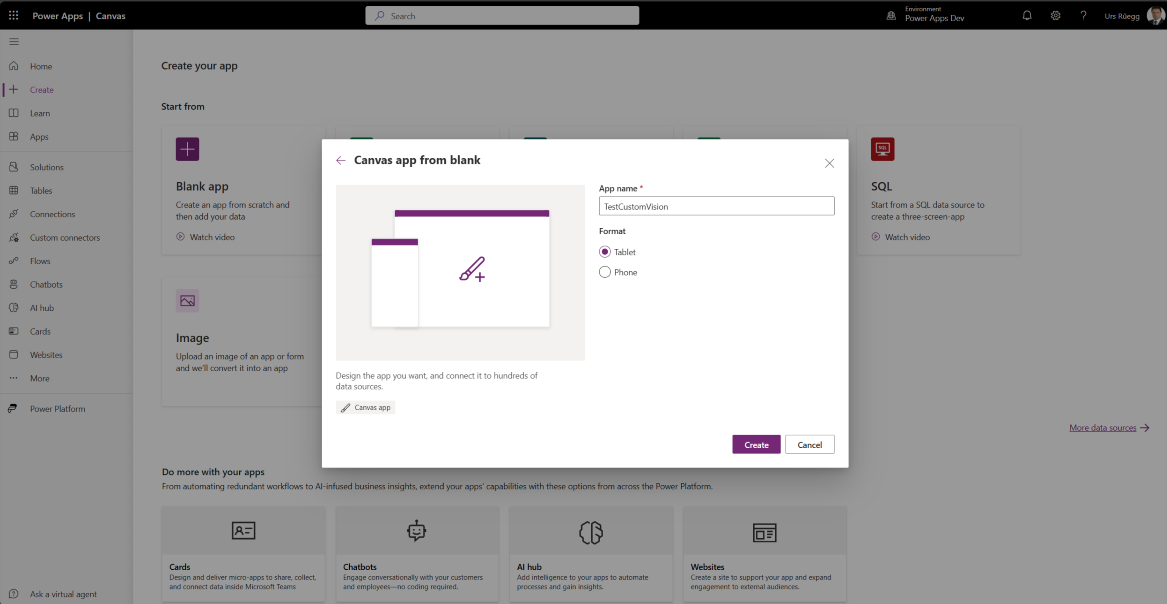 Power Apps | Canvas
Search
Environment
Power Apps Dev
Urs Rüegg
Home
Create
Learn
Apps
Solutions
Tables
Connections
Custom connectors
Flows
Chatbots
AI hub
Cards
Websites
More
Power Platform
Ask a virtual agent
Create your app
Start from
Blank app
Create an app from scratch and
then add your data
Watch video
SQL
SQL
Start from a SQL data source to
create a three-screen-app
Watch video
Image
Upload an image of an app or form
and we'll convert it into an app
Canvas app from blank
App name *
TestCustomVision
Format
Tablet
Phone
Design the app you want, and connect it to hundreds of
data sources.
Canvas app
Create
Cancel
More data sources
Do more with your apps
From automating redundant workflows to AI-infused business insights, extend your apps' capabilities with these options from across the Power Platform.
Cards
Design and deliver micro-apps to share, collect,
and connect data inside Microsoft Teams
Chatbots
Engage conversationally with your customers
and employees—no coding required.
AI hub
Add intelligence to your apps to automate
processes and gain insights.
Websites
Create a site to support your app and expand
engagement to external audiences.